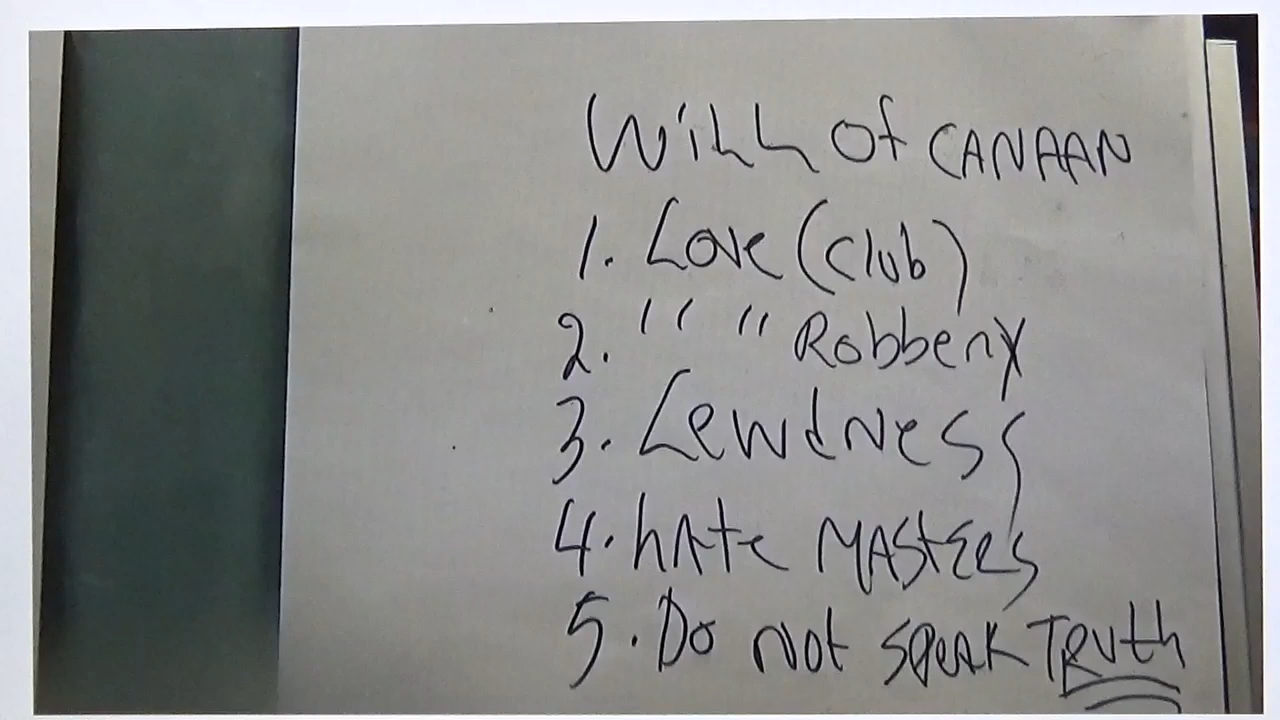 Will Of CANAAN
1. Love (club)
2. " " Robbery
3. Lewdness
4. hate Masters
5. Do not speak Truth